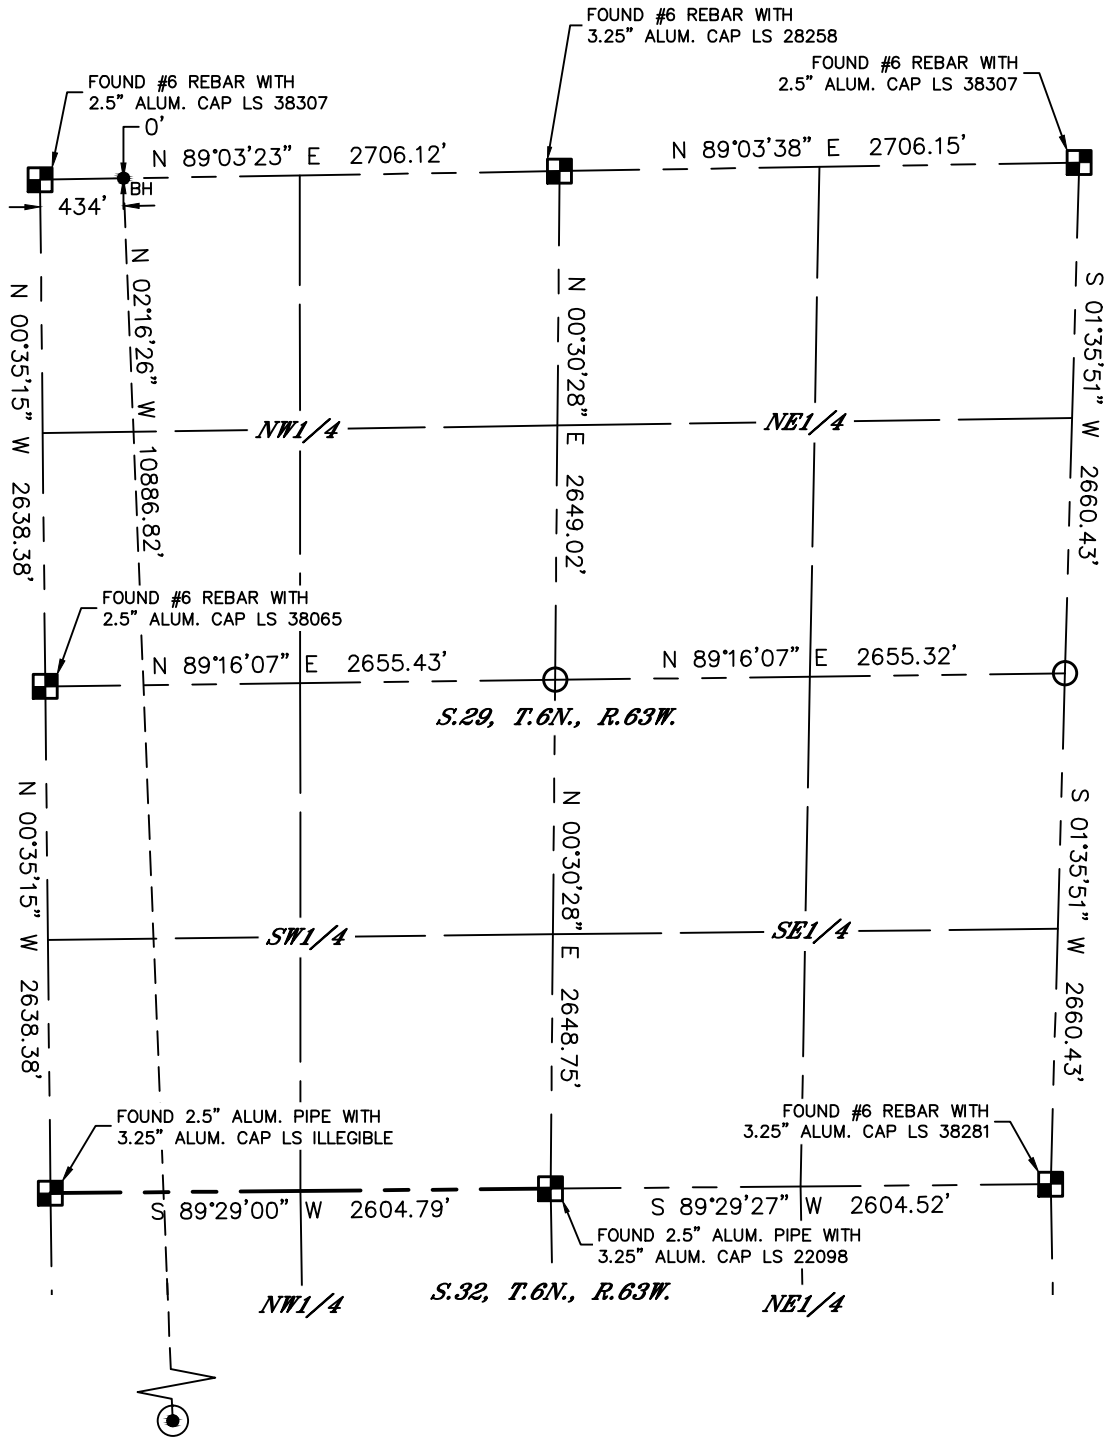 FOUND #6 REBAR WITH
3.25" ALUM. CAP LS 28258
FOUND #6 REBAR WITH
2.5" ALUM. CAP LS 38307
FOUND #6 REBAR WITH
2.5" ALUM. CAP LS 38307
0'
N 89°03'23" E 2706.12'
N 89°03'38" E 2706.15'
BH
434'
N 00°35'15" W 2638.38'
N 02°16'26" W 10886.82'
N 00°30'28" E 2649.02'
S 01°35'51" W 2660.43'
NW1/4
NE1/4
FOUND #6 REBAR WITH
2.5" ALUM. CAP LS 38065
N 89°16'07" E 2655.43'
N 89°16'07" E 2655.32'
S.29, T.6N., R.63W.
N 00°35'15" W 2638.38'
N 00°30'28" E 2648.75'
S 01°35'51" W 2660.43'
SW1/4
SE1/4
FOUND 2.5" ALUM. PIPE WITH
3.25" ALUM. CAP LS ILLEGIBLE
FOUND #6 REBAR WITH
3.25" ALUM. CAP LS 38281
S 89°29'00" W 2604.79'
S 89°29'27" W 2604.52'
FOUND 2.5" ALUM. PIPE WITH
3.25" ALUM. CAP LS 22098
S.32, T.6N., R.63W.
NW1/4
NE1/4